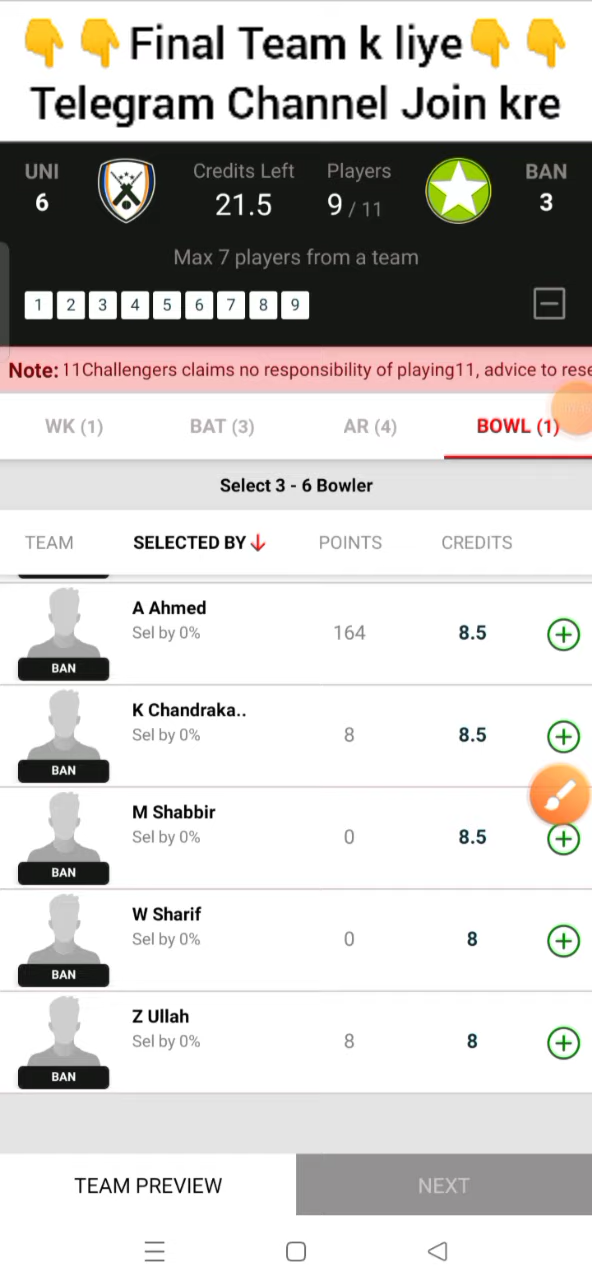 👇👇Final Team k liye👇👇
Telegram Channel Join kre
UNI
6
Credits Left
21.5
Players
9 / 11
BAN
3
Max 7 players from a team
1 2 3 4 5 6 7 8 9
Note: 11Challengers claims no responsibility of playing11, advice to rese
WK (1) BAT (3) AR (4) BOWL (1)
Select 3 - 6 Bowler
TEAM SELECTED BY POINTS CREDITS
A Ahmed
Sel by 0% 164 8.5
BAN
K Chandraka..
Sel by 0% 8 8.5
BAN
M Shabbir
Sel by 0% 0 8.5
BAN
W Sharif
Sel by 0% 0 8
BAN
Z Ullah
Sel by 0% 8 8
BAN
TEAM PREVIEW NEXT